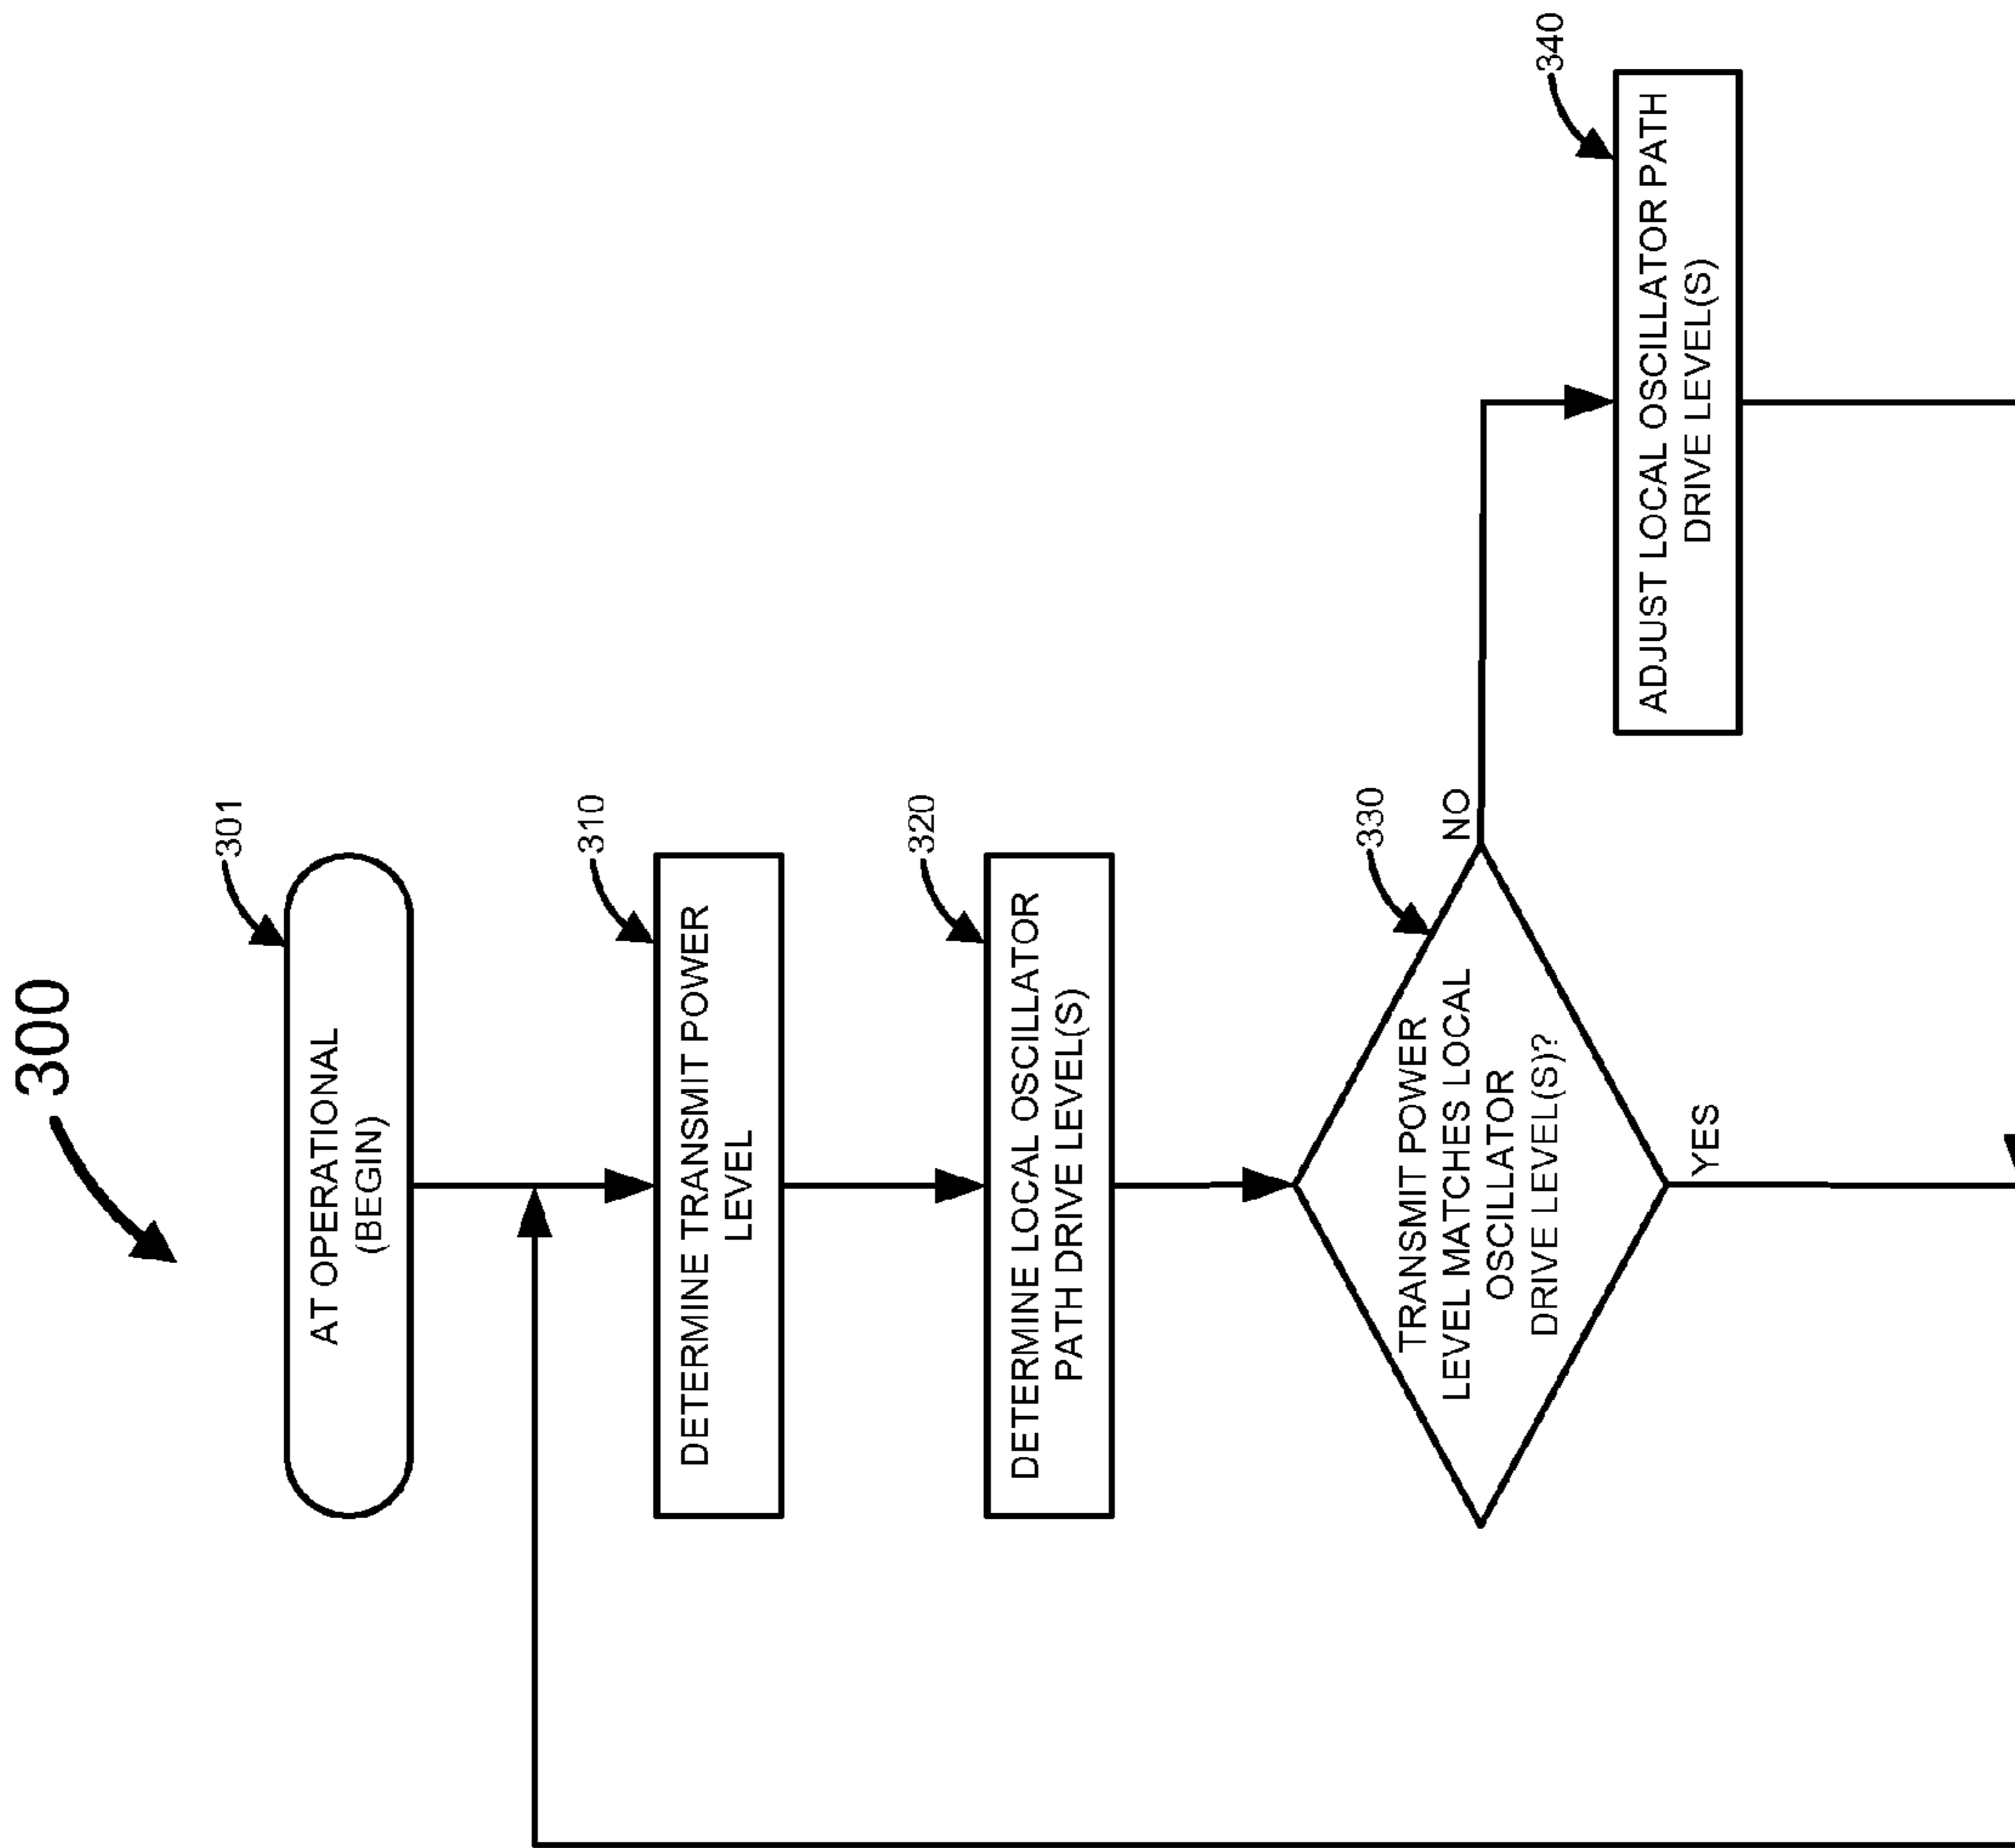 300
301
AT OPERATIONAL
(BEGIN)
310
DETERMINE TRANSMIT POWER
LEVEL
320
DETERMINE LOCAL OSCILLATOR
PATH DRIVE LEVEL(S)
330
TRANSMIT POWER
LEVEL MATCHES LOCAL
OSCILLATOR
DRIVE LEVEL(S)?
NO
YES
340
ADJUST LOCAL OSCILLATOR PATH
DRIVE LEVEL(S)